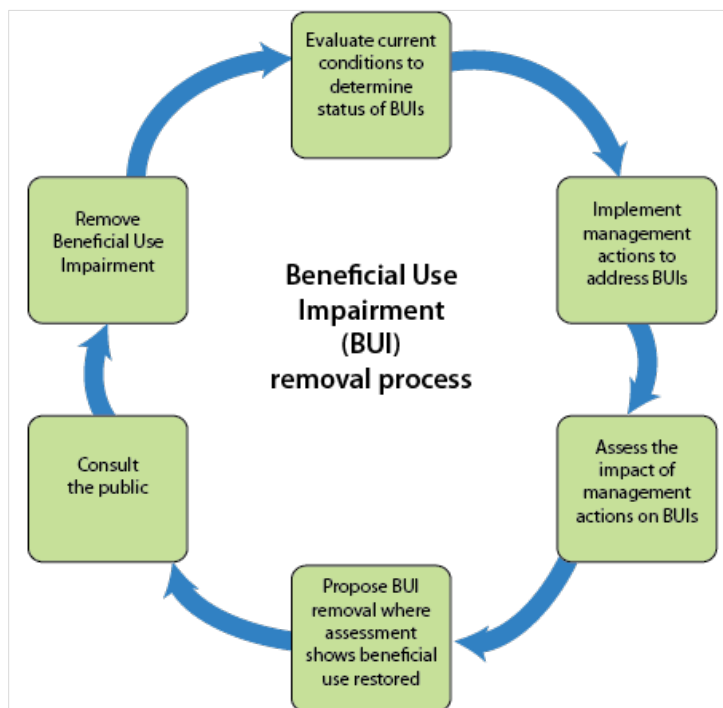 Evaluate current
conditions to
determine
status of BUIs
Implement
management
actions to
address BUIs
Assess the
impact of
management
actions on BUIs
Propose BUI
removal where
assessment
shows beneficial
use restored
Consult
the public
Remove
Beneficial Use
Impairment
Beneficial Use
Impairment
(BUI)
removal process